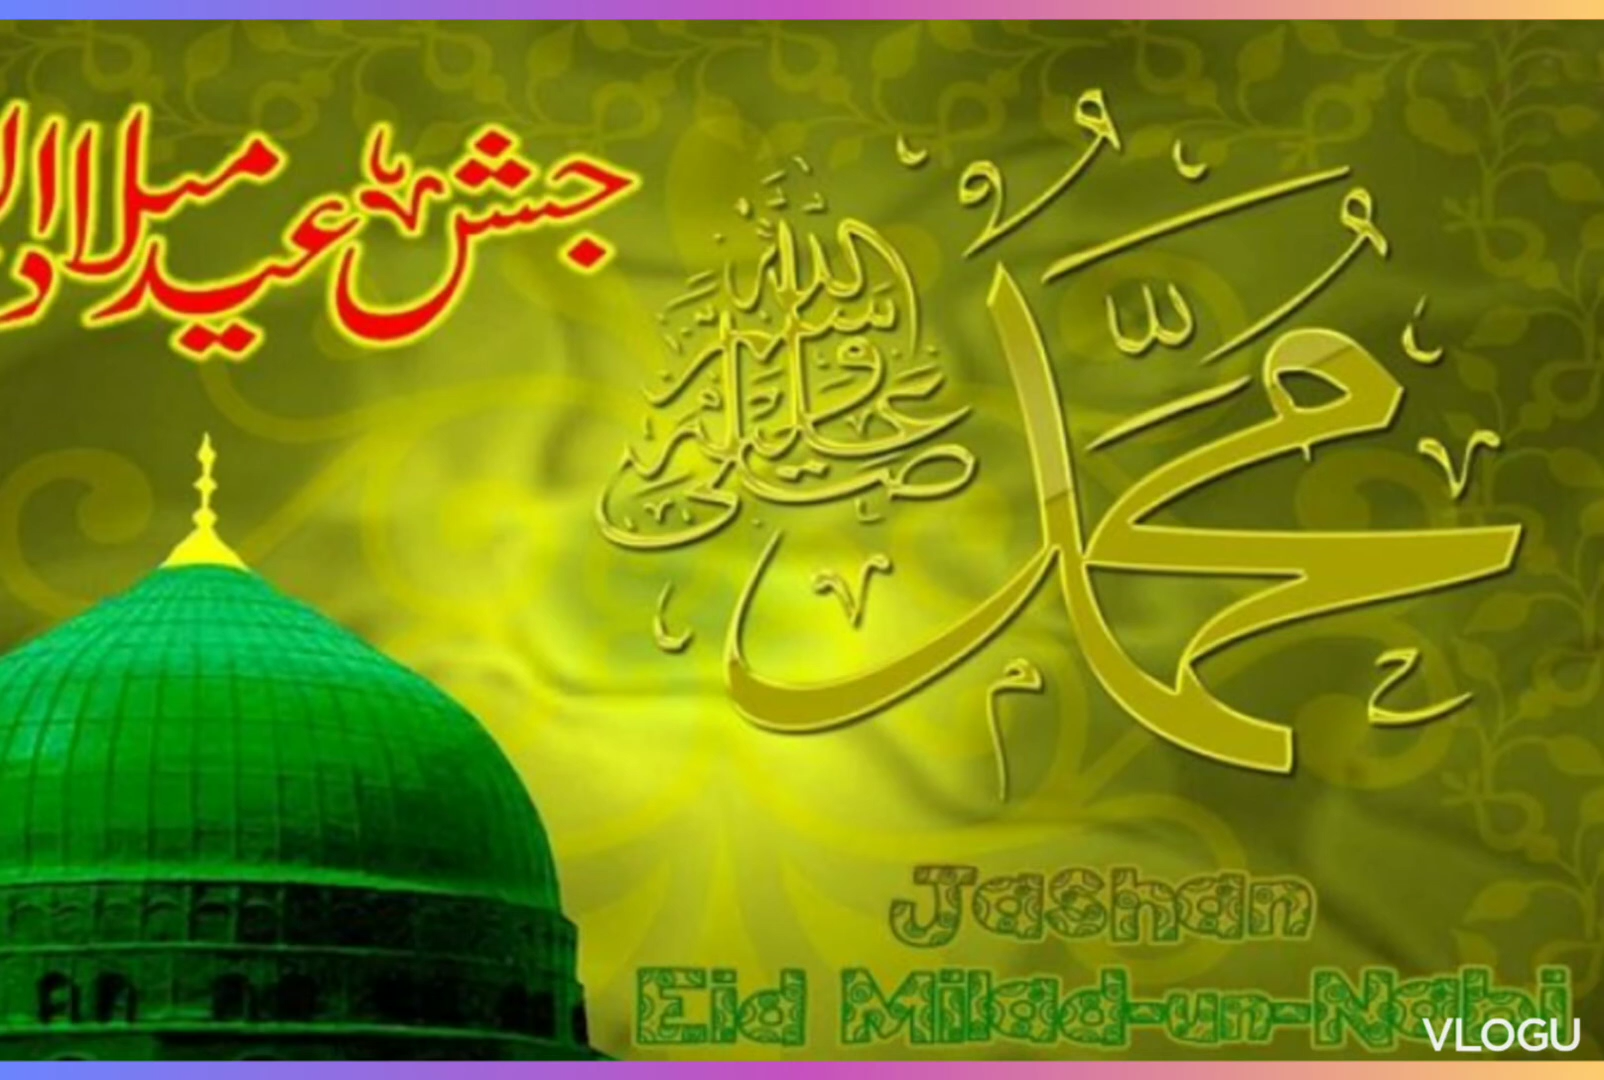 جشن عید میلاد
محمد
صلى الله عليه وسلم
Jashan
Eid Milad-un-Nabi
VLOGU